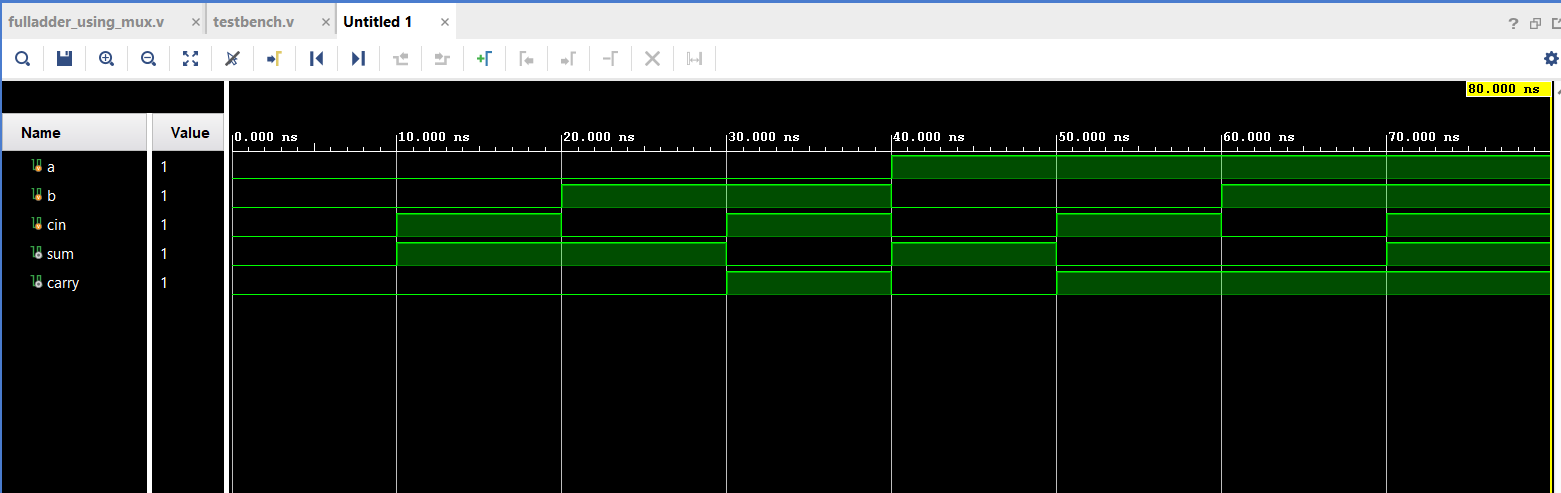 fulladder_using_mux.v × testbench.v × Untitled 1 ×
?
80.000 ns
Name Value
0.000 ns 10.000 ns 20.000 ns 30.000 ns 40.000 ns 50.000 ns 60.000 ns 70.000 ns
a 1
b 1
cin 1
sum 1
carry 1